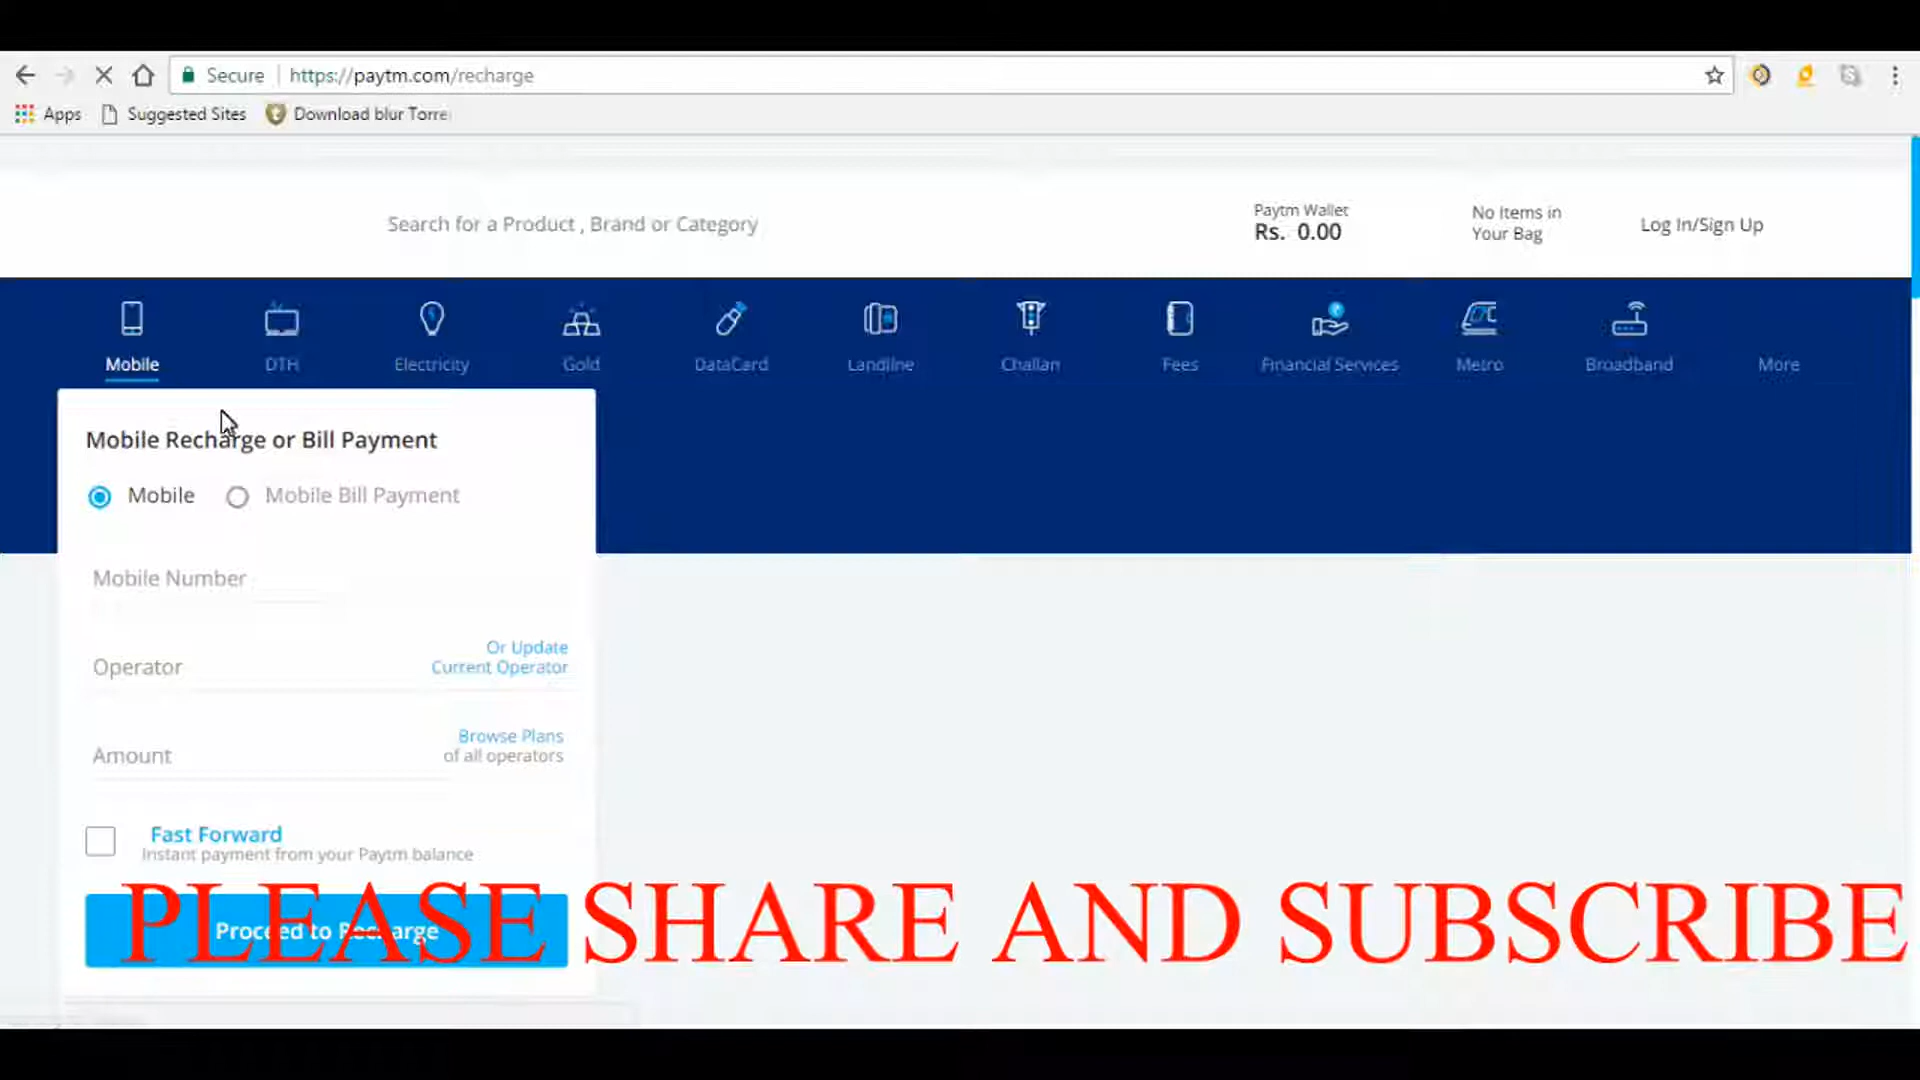 Secure
https://paytm.com/recharge
Apps
Suggested Sites
Download blur Torre
Search for a Product , Brand or Category
Paytm Wallet
Rs. 0.00
No Items in
Your Bag
Log In/Sign Up
Mobile
DTH
Electricity
Gold
DataCard
Landline
Challan
Fees
Financial Services
Metro
Broadband
More
Mobile Recharge or Bill Payment
Mobile
Mobile Bill Payment
Mobile Number
Operator
Or Update
Current Operator
Amount
Browse Plans
of all operators
Fast Forward
Instant payment from your Paytm balance
Proceed to Recharge
PLEASE SHARE AND SUBSCRIBE